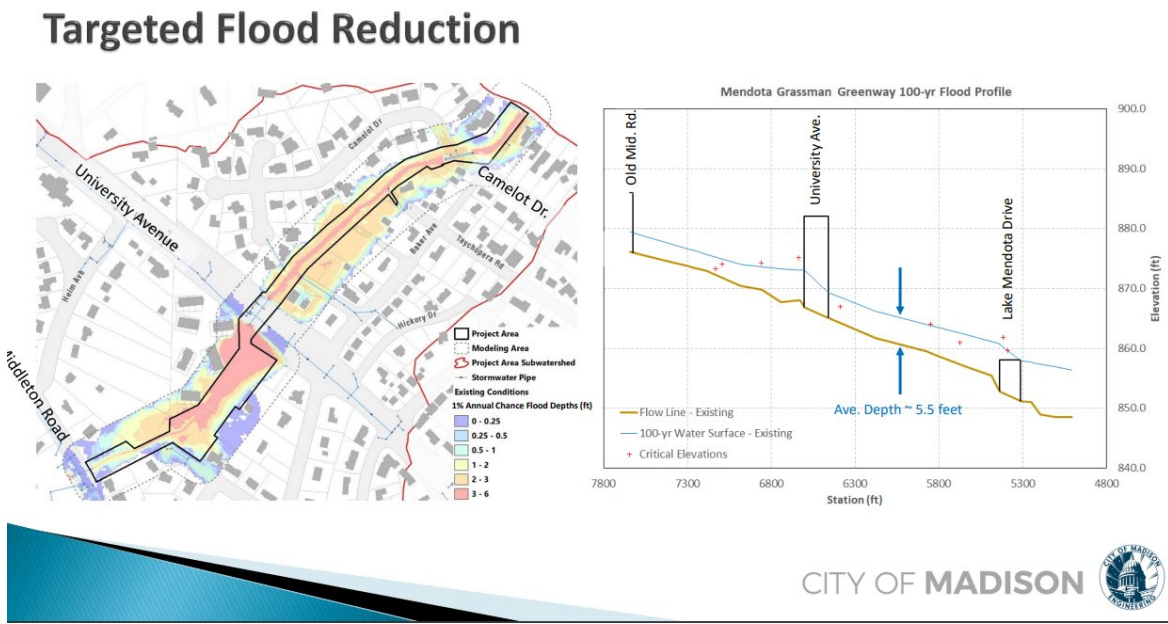 Targeted Flood Reduction
University Avenue
Camelot Dr
Camelot Dr.
Baker Ave
Taychopera Rd
Heim Ave
Hickory Dr
Middleton Road
Project Area
Modeling Area
Project Area Subwatershed
Stormwater Pipe
Existing Conditions
1% Annual Chance Flood Depths (ft)
0 - 0.25
0.25 - 0.5
0.5 - 1
1 - 2
2 - 3
3 - 6
Mendota Grassman Greenway 100-yr Flood Profile
Old Mid. Rd.
University Ave.
Lake Mendota Drive
900.0
890.0
880.0
870.0
860.0
850.0
840.0
Elevation (ft)
Ave. Depth ~ 5.5 feet
Flow Line - Existing
100-yr Water Surface - Existing
Critical Elevations
7800
7300
6800
6300
5800
5300
4800
Station (ft)
CITY OF MADISON
CITY OF MADISON
ENGINEERING